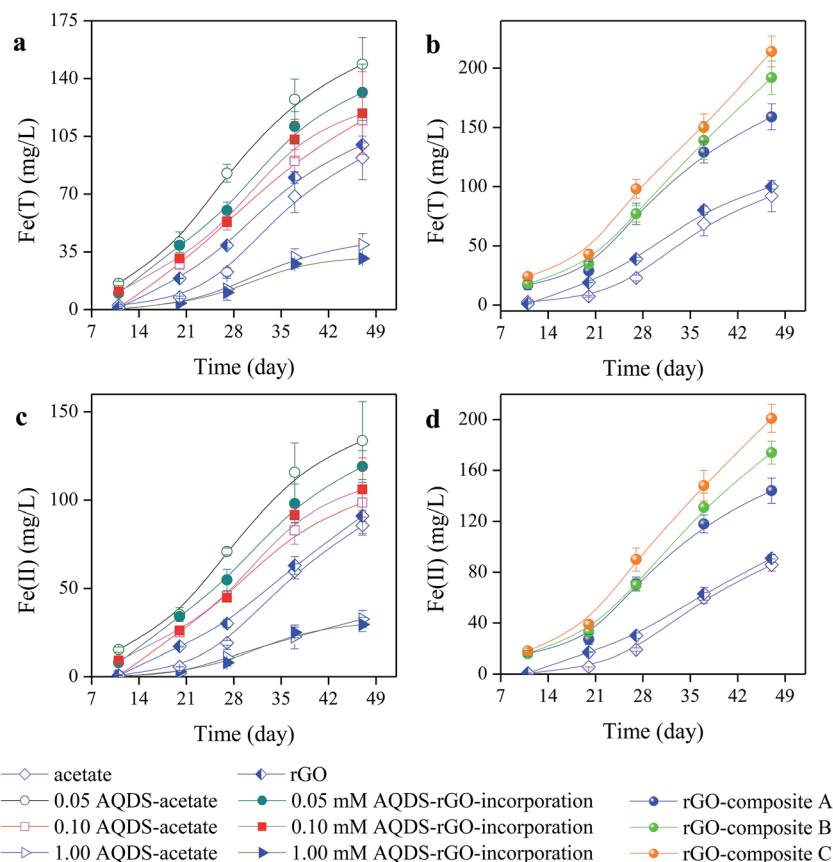 a
Fe(T) (mg/L)
175
140
105
70
35
0
7 14 21 28 35 42 49
Time (day)
b
Fe(T) (mg/L)
200
150
100
50
0
7 14 21 28 35 42 49
Time (day)
c
Fe(II) (mg/L)
150
100
50
0
7 14 21 28 35 42 49
Time (day)
d
Fe(II) (mg/L)
200
160
120
80
40
0
7 14 21 28 35 42 49
Time (day)
acetate
0.05 AQDS-acetate
0.10 AQDS-acetate
1.00 AQDS-acetate
rGO
0.05 mM AQDS-rGO-incorporation
0.10 mM AQDS-rGO-incorporation
1.00 mM AQDS-rGO-incorporation
rGO-composite A
rGO-composite B
rGO-composite C